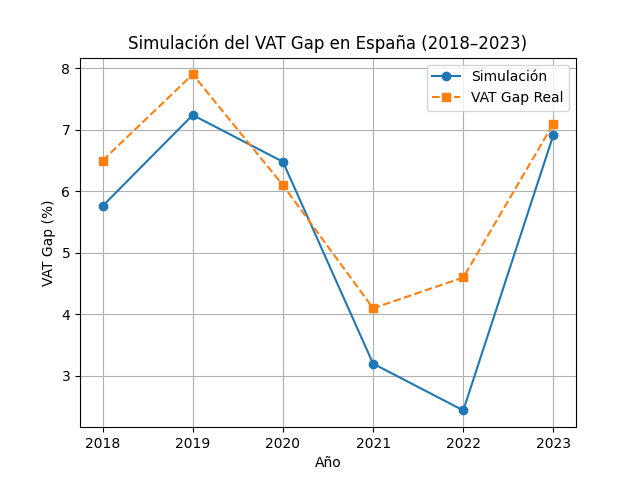 Simulación del VAT Gap en España (2018–2023)
Simulación
VAT Gap Real
VAT Gap (%)
8
7
6
5
4
3
2018 2019 2020 2021 2022 2023
Año